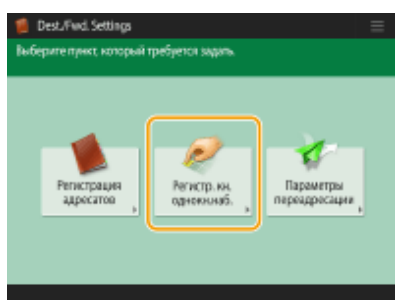 Dest./Fwd. Settings
Выберите пункт, который требуется задать.
Регистрация
адресатов
Регистр. кн.
однокн.наб.
Параметры
переадресации